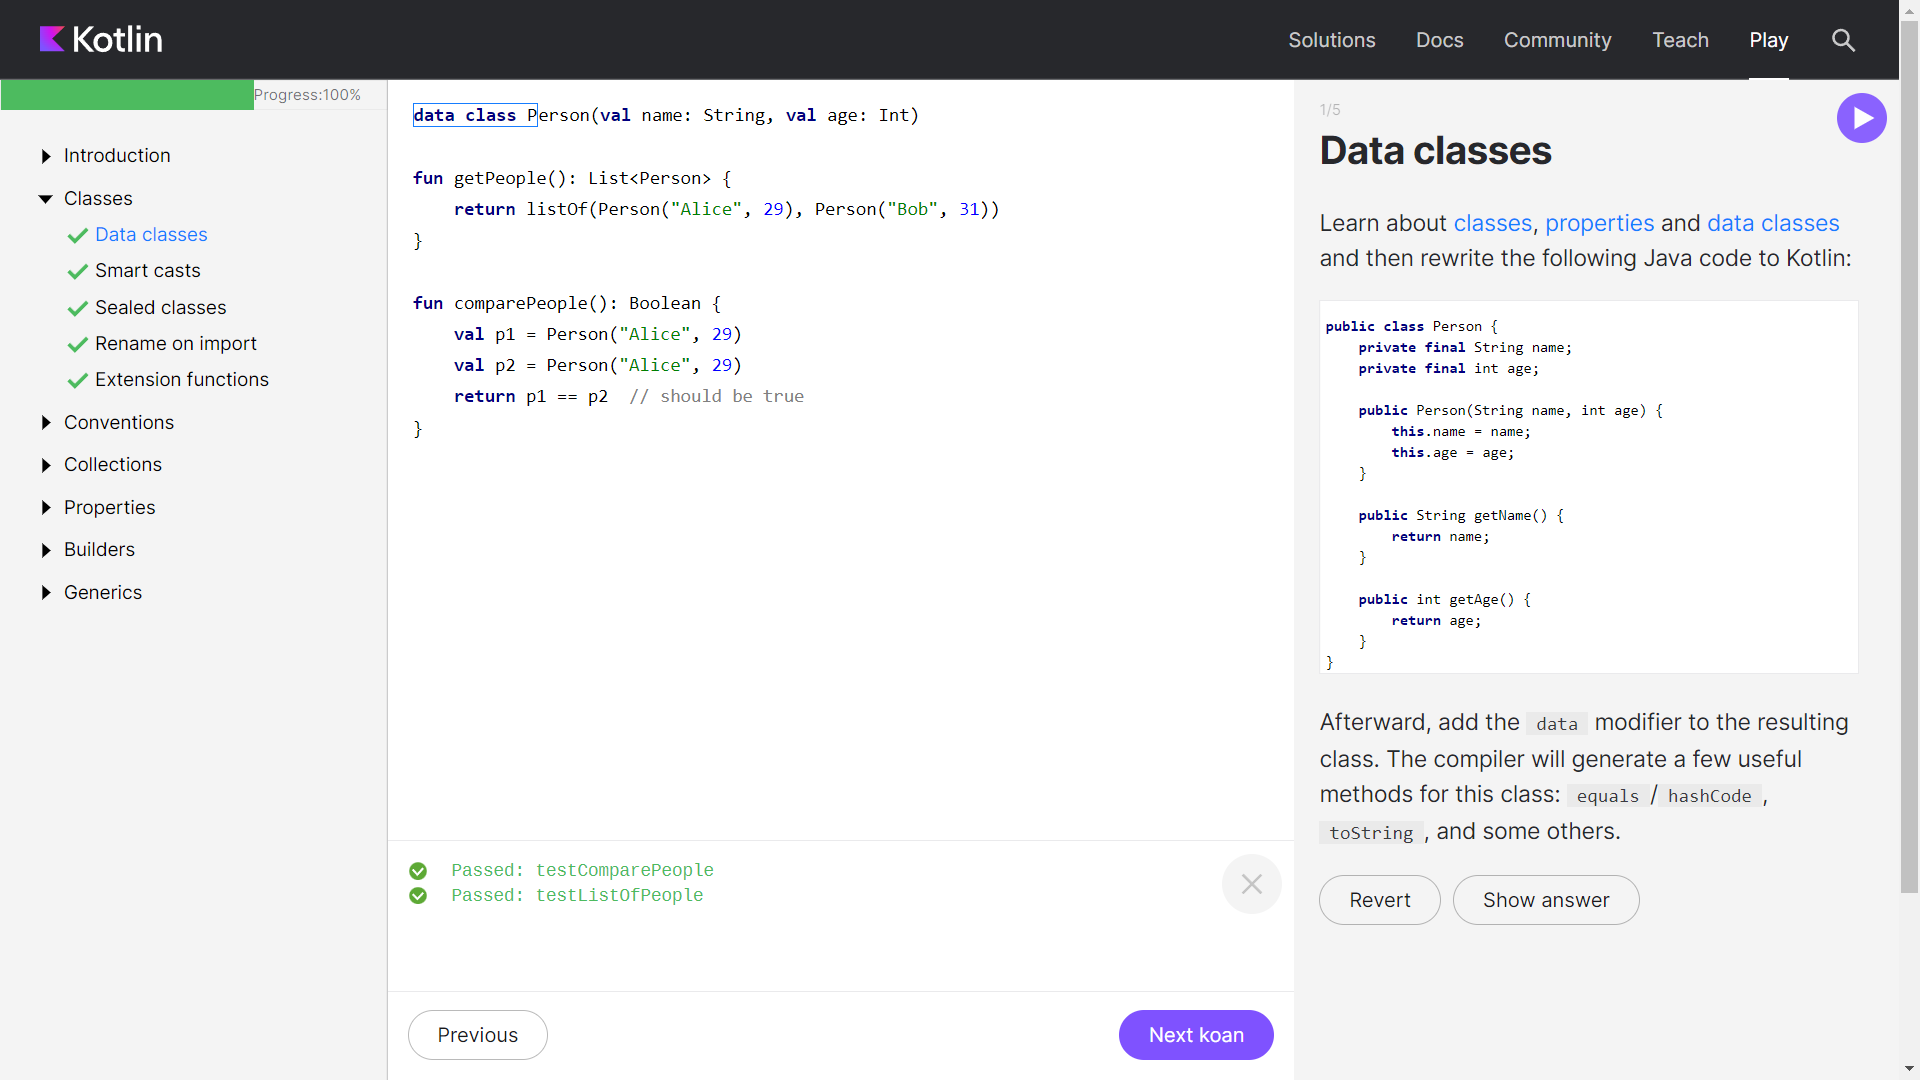 Kotlin
Solutions Docs Community Teach Play
Progress:100%
Introduction
Classes
Data classes
Smart casts
Sealed classes
Rename on import
Extension functions
Conventions
Collections
Properties
Builders
Generics
data class Person(val name: String, val age: Int)
fun getPeople(): List<Person> {
    return listOf(Person("Alice", 29), Person("Bob", 31))
}
fun comparePeople(): Boolean {
    val p1 = Person("Alice", 29)
    val p2 = Person("Alice", 29)
    return p1 == p2  // should be true
}
Passed: testComparePeople
Passed: testListOfPeople
Previous
Next koan
1/5
Data classes
Learn about classes, properties and data classes
and then rewrite the following Java code to Kotlin:
public class Person {
    private final String name;
    private final int age;
    public Person(String name, int age) {
        this.name = name;
        this.age = age;
    }
    public String getName() {
        return name;
    }
    public int getAge() {
        return age;
    }
}
Afterward, add the data modifier to the resulting
class. The compiler will generate a few useful
methods for this class: equals / hashCode ,
toString , and some others.
Revert
Show answer